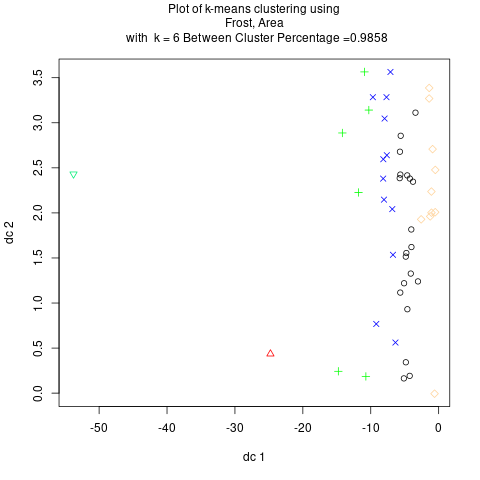 Plot of k-means clustering using
Frost, Area
with k = 6 Between Cluster Percentage =0.9858
3.5
3.0
2.5
2.0
1.5
1.0
0.5
0.0
dc 2
-50 -40 -30 -20 -10 0
dc 1